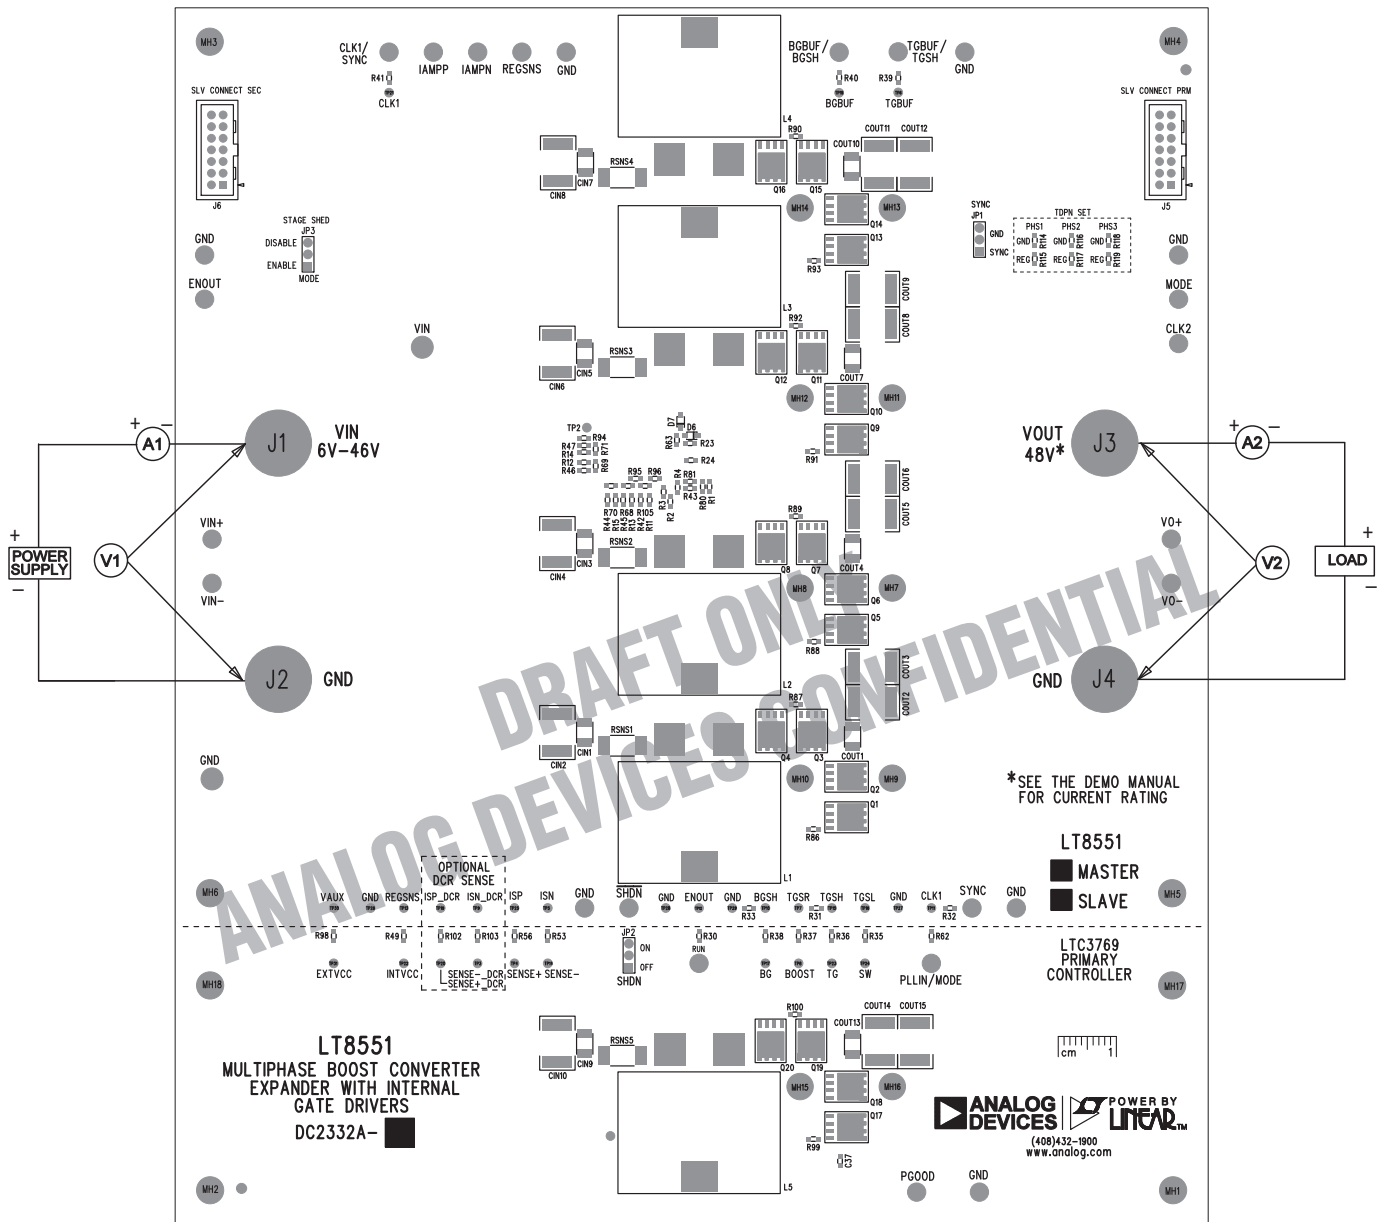 MH3
CLK1/
SYNC
IAMPP
IAMPN
REGSNS
GND
BGBUF/
BGSH
TGBUF/
TGSH
GND
MH4
R41
CLK1
R40
BGBUF
R39
TGBUF
SLV CONNECT SEC
J6
SLV CONNECT PRM
J5
L4
R90
COUT10
COUT11
COUT12
CIN7
CIN8
RSNS4
Q16
Q15
MH14
MH13
Q14
Q13
R93
STAGE SHED
JP3
DISABLE
ENABLE
MODE
GND
ENOUT
SYNC
JP1
GND
SYNC
TDPN SET
PHS1
PHS2
PHS3
GND
R114
GND
R116
GND
R118
REG
R115
REG
R117
REG
R119
GND
MODE
CLK2
COUT9
COUT8
L3
R92
VIN
CIN5
CIN6
RSNS3
Q12
Q11
COUT7
MH12
MH11
Q10
Q9
R91
+
A1
−
J1
VIN
6V−46V
TP2
R94
R47
R14
R12
R46
R71
R69
D7
D6
R63
R23
R24
R95
R96
R4
R81
R43
R80
R1
R3
R2
R44
R70
R15
R68
R45
R13
R42
R105
R11
VOUT
48V*
J3
+
A2
−
COUT6
COUT5
R89
VIN+
VIN−
CIN3
CIN4
RSNS2
Q8
Q7
COUT4
MH8
MH7
Q6
Q5
R88
+
POWER
SUPPLY
−
V1
VO+
VO−
V2
+
LOAD
−
J2
GND
L2
R87
COUT3
COUT2
GND
J4
GND
CIN1
CIN2
RSNS1
Q4
Q3
COUT1
MH10
MH9
Q2
Q1
R86
L1
*SEE THE DEMO MANUAL
FOR CURRENT RATING
LT8551
MASTER
SLAVE
DRAFT ONLY
ANALOG DEVICES CONFIDENTIAL
MH6
OPTIONAL
DCR SENSE
VAUX
GND
REGSNS
ISP_DCR
ISN_DCR
ISP
ISN
GND
SHDN
GND
ENOUT
GND
BGSH
TGSR
TGSH
TGSL
GND
CLK1
SYNC
GND
MH5
R33
R31
R32
R98
R49
R102
R103
R56
R53
JP2
ON
OFF
SHDN
R30
RUN
R38
R37
R36
R35
R62
EXTVCC
INTVCC
SENSE−_DCR
SENSE+_DCR
SENSE+
SENSE−
BG
BOOST
TG
SW
PLLIN/MODE
LTC3769
PRIMARY
CONTROLLER
MH18
MH17
R100
COUT13
COUT14
COUT15
CIN9
CIN10
RSNS5
Q20
Q19
MH15
MH16
Q18
Q17
R99
C37
L5
cm 1
LT8551
MULTIPHASE BOOST CONVERTER
EXPANDER WITH INTERNAL
GATE DRIVERS
DC2332A−
ANALOG
DEVICES
POWER BY
LINEAR™
(408)432-1900
www.analog.com
PGOOD
GND
MH2
MH1